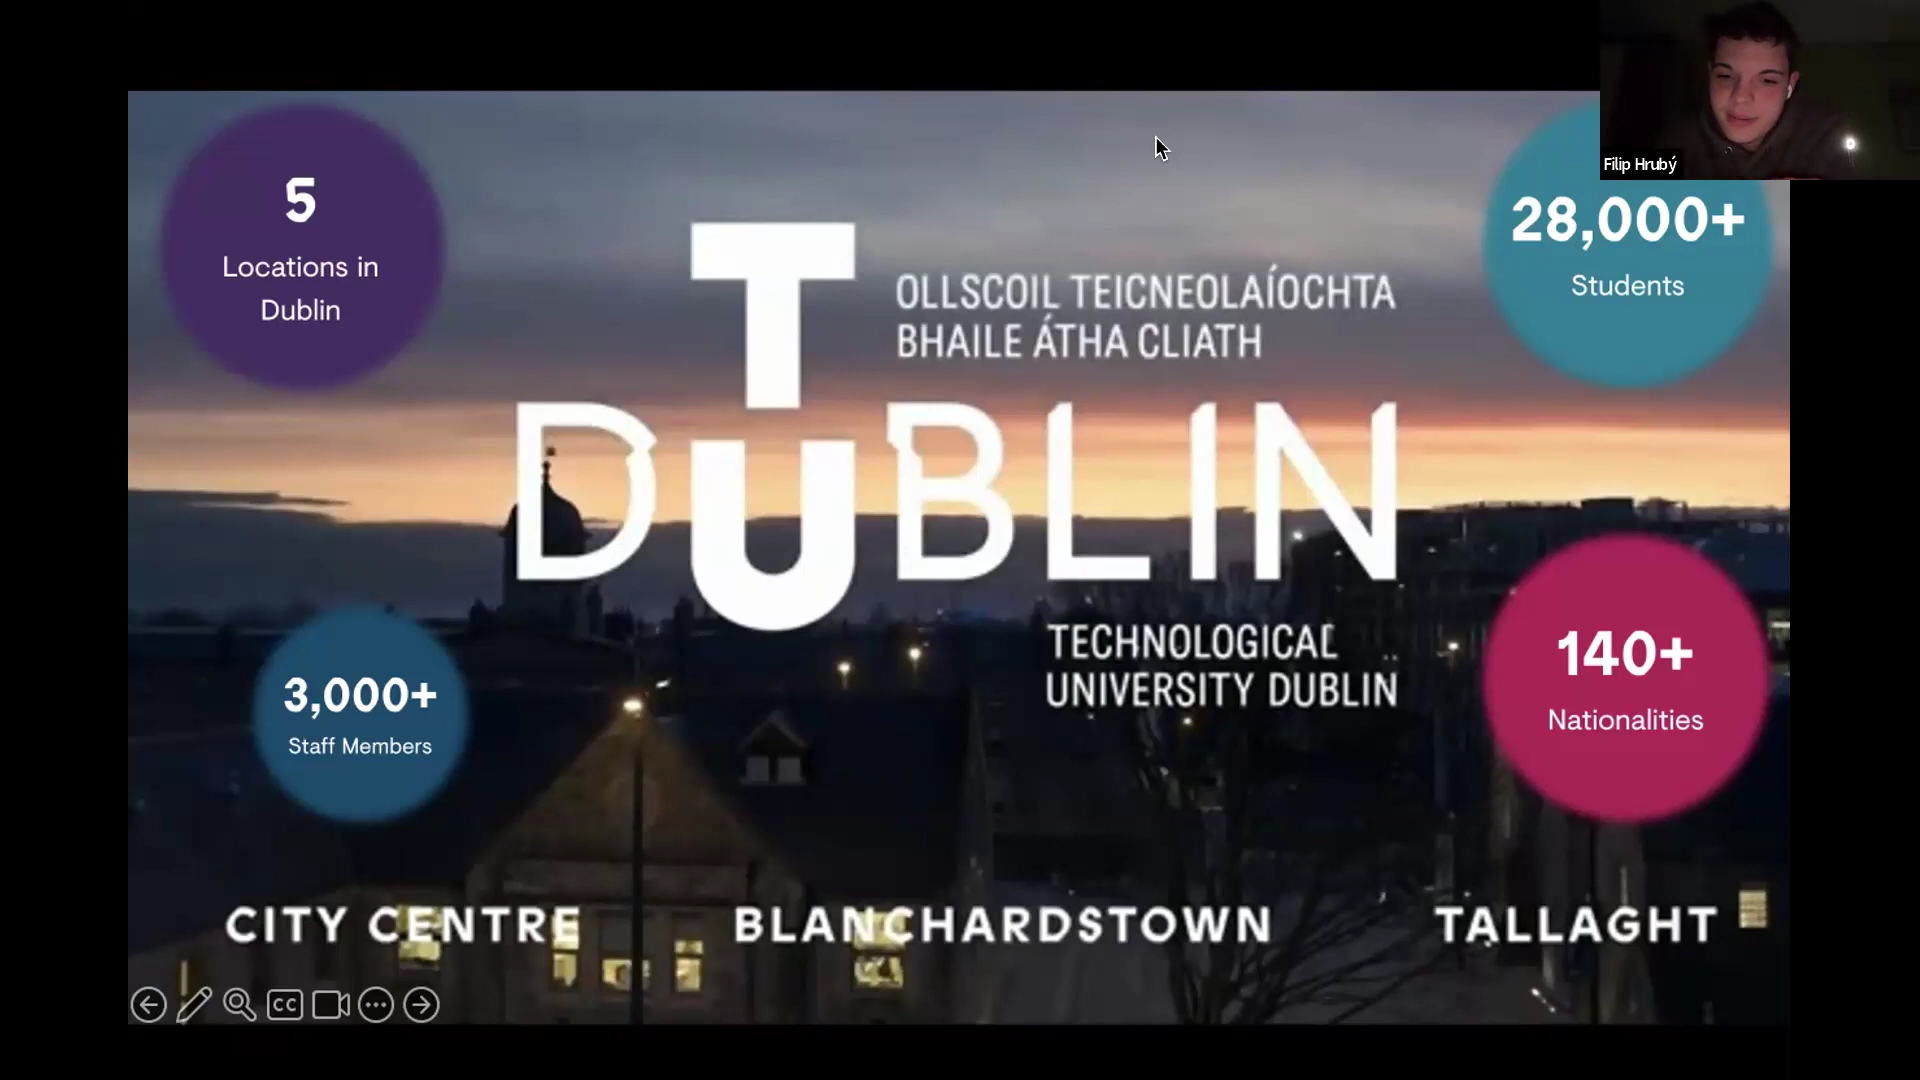 Filip Hrubý
5
Locations in
Dublin
28,000+
Students
OLLSCOIL TEICNEOLAÍOCHTA
BHAILE ÁTHA CLIATH
T
DUBLIN
TECHNOLOGICAL
UNIVERSITY DUBLIN
3,000+
Staff Members
140+
Nationalities
CITY CENTRE
BLANCHARDSTOWN
TALLAGHT
CC